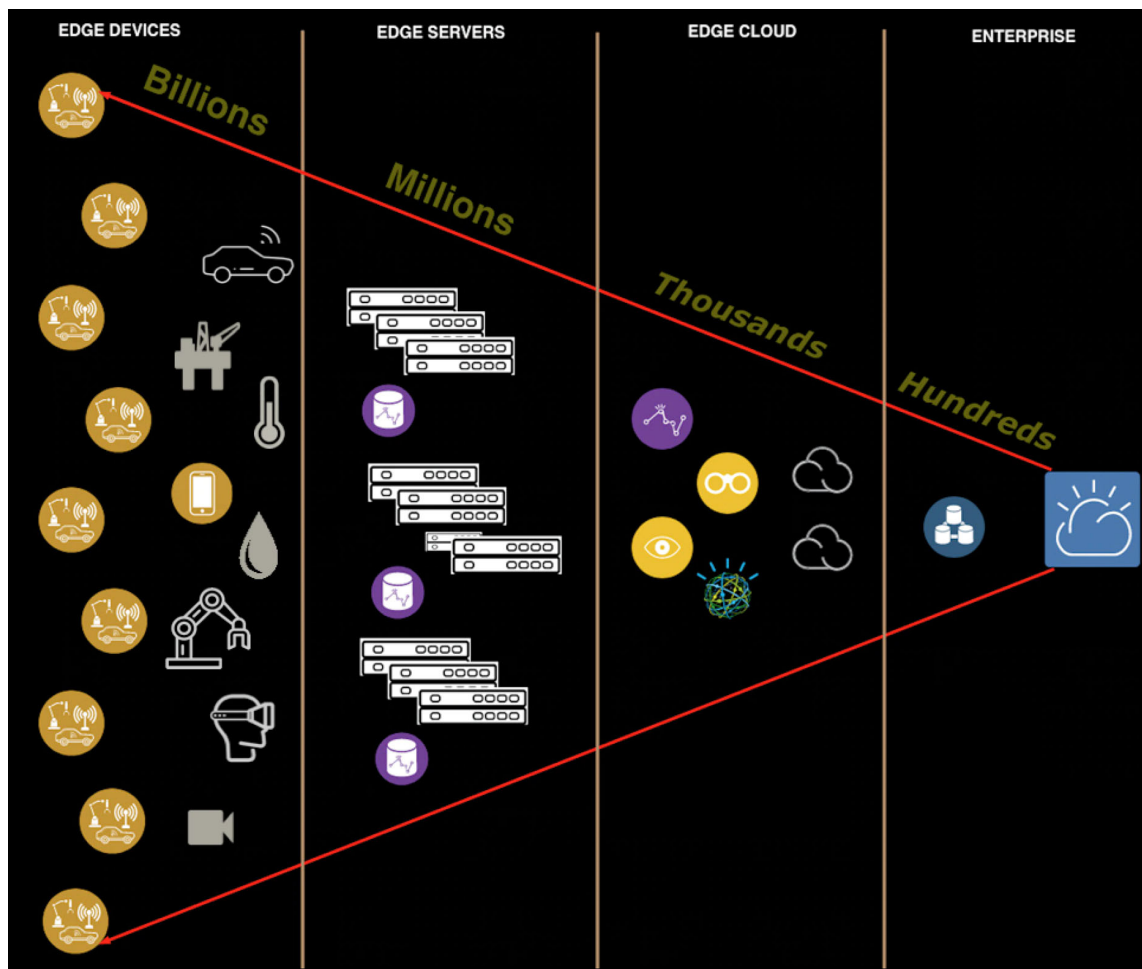 EDGE DEVICES
EDGE SERVERS
EDGE CLOUD
ENTERPRISE
Billions
Millions
Thousands
Hundreds